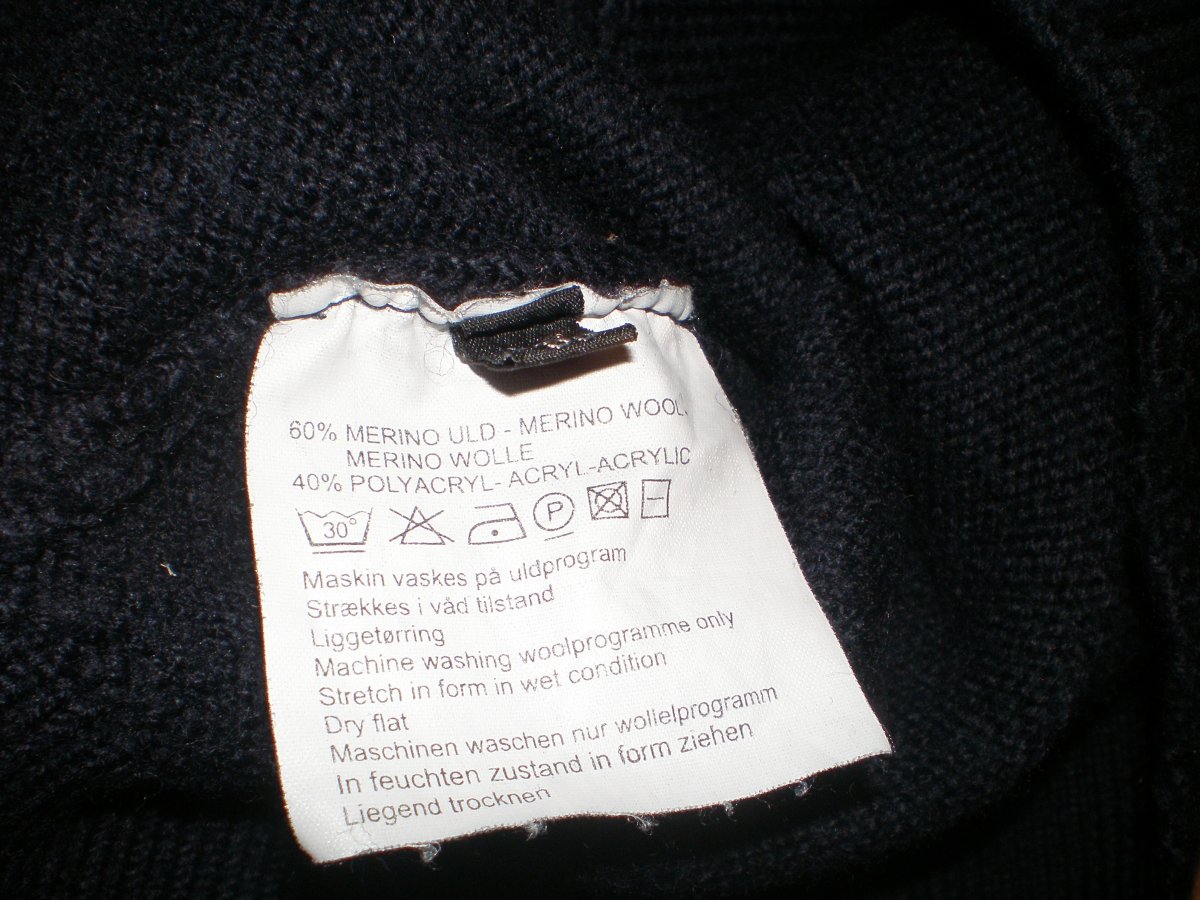 60% MERINO ULD - MERINO WOOL,
MERINO WOLLE
40% POLYACRYL- ACRYL-ACRYLIC
30° P
Maskin vaskes på uldprogram
Strækkes i våd tilstand
Liggetørring
Machine washing woolprogramme only
Stretch in form in wet condition
Dry flat
Maschinen waschen nur wollelprogramm
In feuchten zustand in form ziehen
Liegend trocknen